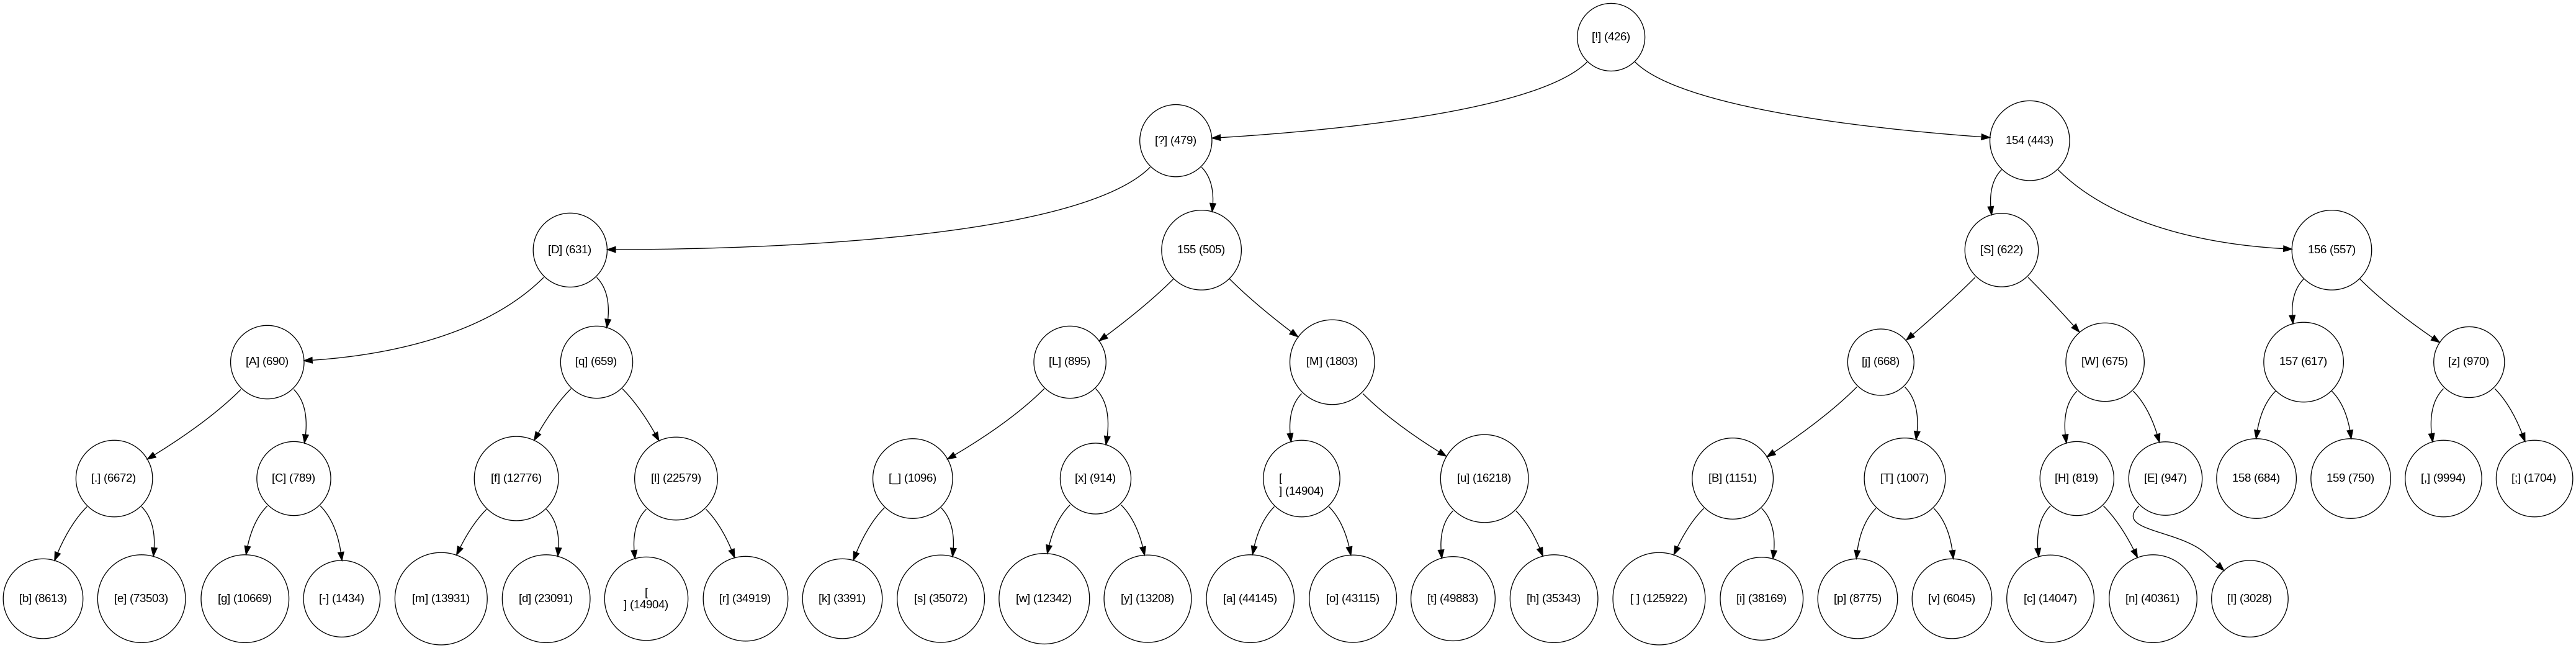 [!] (426)
[?] (479)
154 (443)
[D] (631)
155 (505)
[S] (622)
156 (557)
[A] (690)
[q] (659)
[L] (895)
[M] (1803)
[j] (668)
[W] (675)
157 (617)
[z] (970)
[.] (6672)
[C] (789)
[f] (12776)
[l] (22579)
[_] (1096)
[x] (914)
[
] (14904)
[u] (16218)
[B] (1151)
[T] (1007)
[H] (819)
[E] (947)
158 (684)
159 (750)
[,] (9994)
[;] (1704)
[b] (8613)
[e] (73503)
[g] (10669)
[-] (1434)
[m] (13931)
[d] (23091)
[
] (14904)
[r] (34919)
[k] (3391)
[s] (35072)
[w] (12342)
[y] (13208)
[a] (44145)
[o] (43115)
[t] (49883)
[h] (35343)
[ ] (125922)
[i] (38169)
[p] (8775)
[v] (6045)
[c] (14047)
[n] (40361)
[I] (3028)